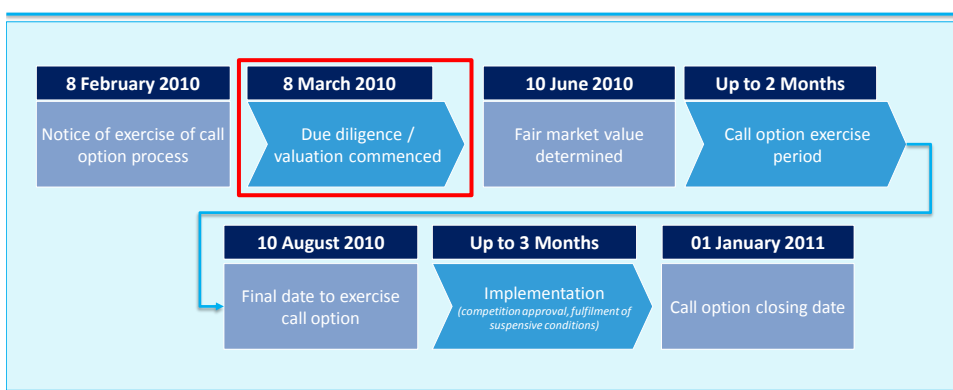 8 February 2010
Notice of exercise of call
option process
8 March 2010
Due diligence /
valuation commenced
10 June 2010
Fair market value
determined
Up to 2 Months
Call option exercise
period
10 August 2010
Final date to exercise
call option
Up to 3 Months
Implementation
(competition approval, fulfilment of
suspensive conditions)
01 January 2011
Call option closing date